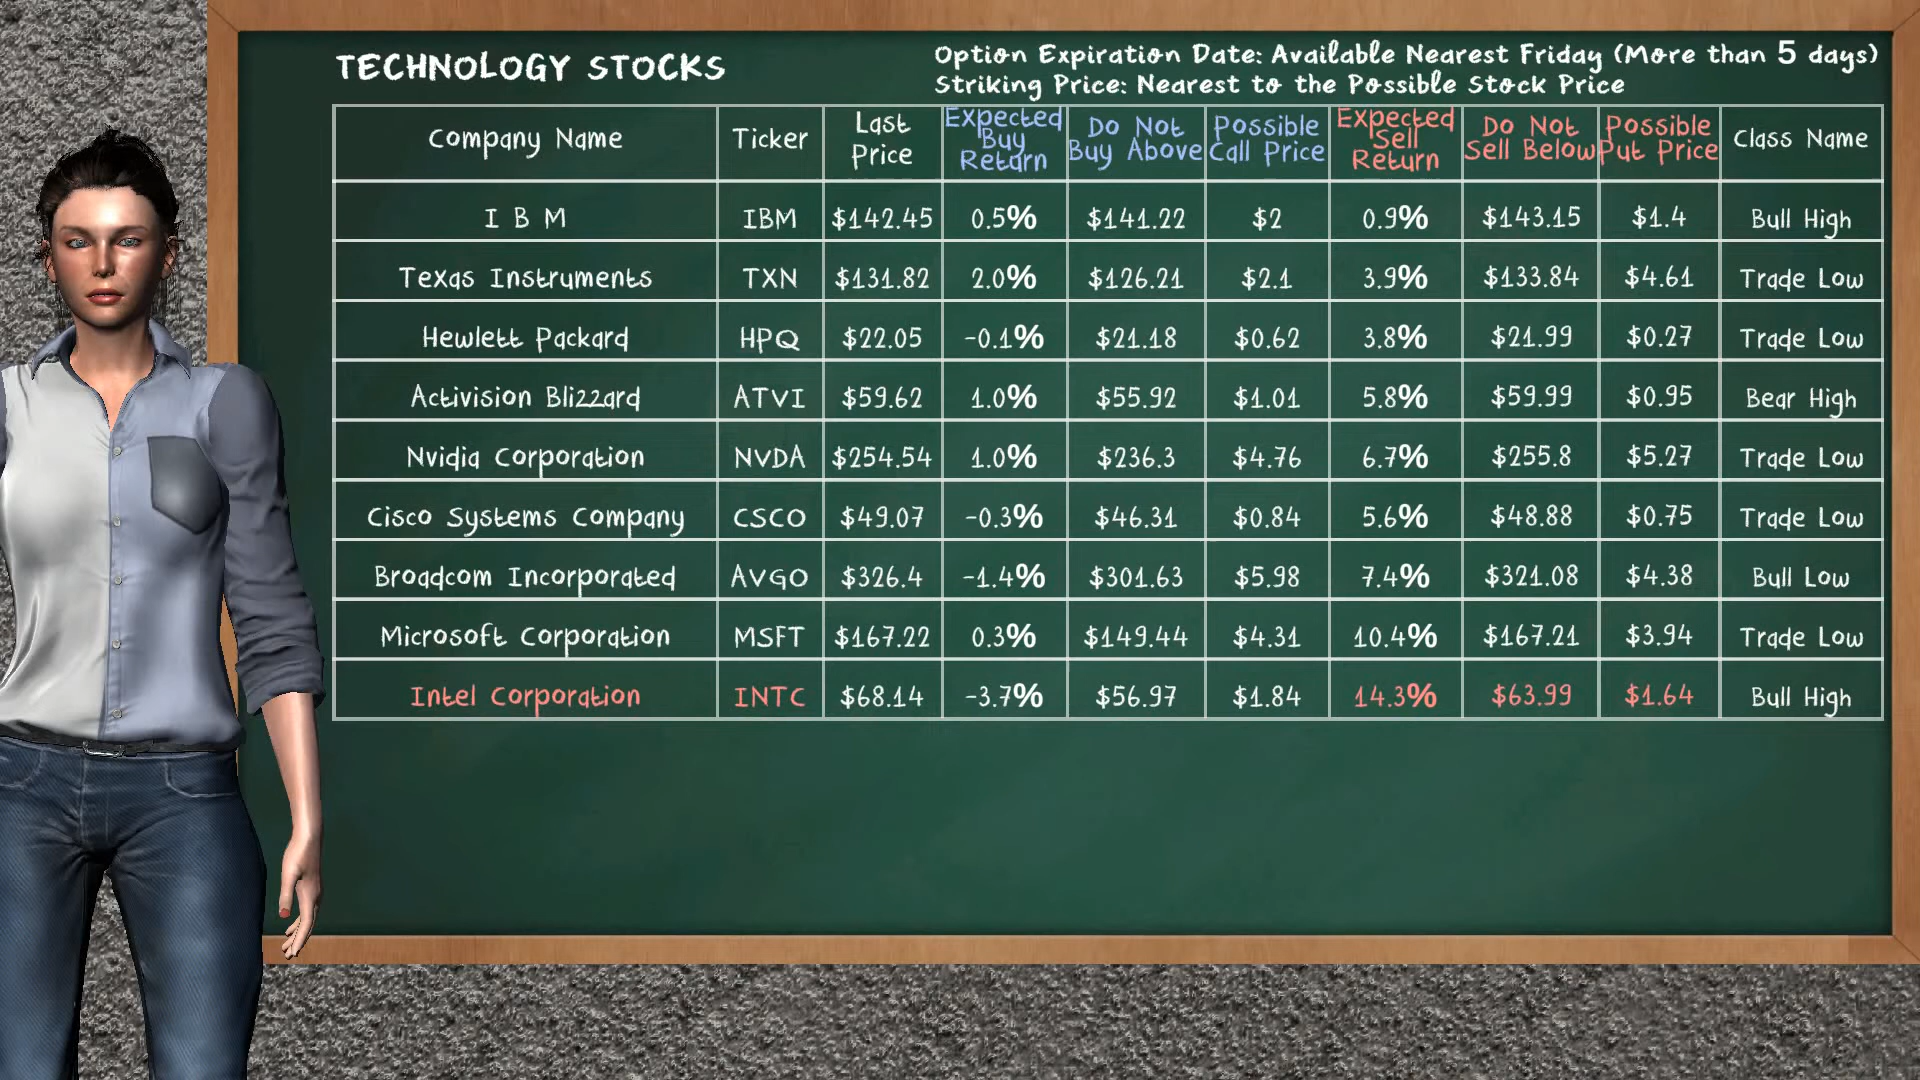 TECHNOLOGY STOCKS
Option Expiration Date: Available Nearest Friday (More than 5 days)
Striking Price: Nearest to the Possible Stock Price
Company Name Ticker Last Price Expected Buy Return Do Not Buy Above Possible Call Price Expected Sell Return Do Not Sell Below Possible Put Price Class Name
I B M IBM $142.45 0.5% $141.22 $2 0.9% $143.15 $1.4 Bull High
Texas Instruments TXN $131.82 2.0% $126.21 $2.1 3.9% $133.84 $4.61 Trade Low
Hewlett Packard HPQ $22.05 -0.1% $21.18 $0.62 3.8% $21.99 $0.27 Trade Low
Activision Blizzard ATVI $59.62 1.0% $55.92 $1.01 5.8% $59.99 $0.95 Bear High
Nvidia Corporation NVDA $254.54 1.0% $236.3 $4.76 6.7% $255.8 $5.27 Trade Low
Cisco Systems Company CSCO $49.07 -0.3% $46.31 $0.84 5.6% $48.88 $0.75 Trade Low
Broadcom Incorporated AVGO $326.4 -1.4% $301.63 $5.98 7.4% $321.08 $4.38 Bull Low
Microsoft Corporation MSFT $167.22 0.3% $149.44 $4.31 10.4% $167.21 $3.94 Trade Low
Intel Corporation INTC $68.14 -3.7% $56.97 $1.84 14.3% $63.99 $1.64 Bull High